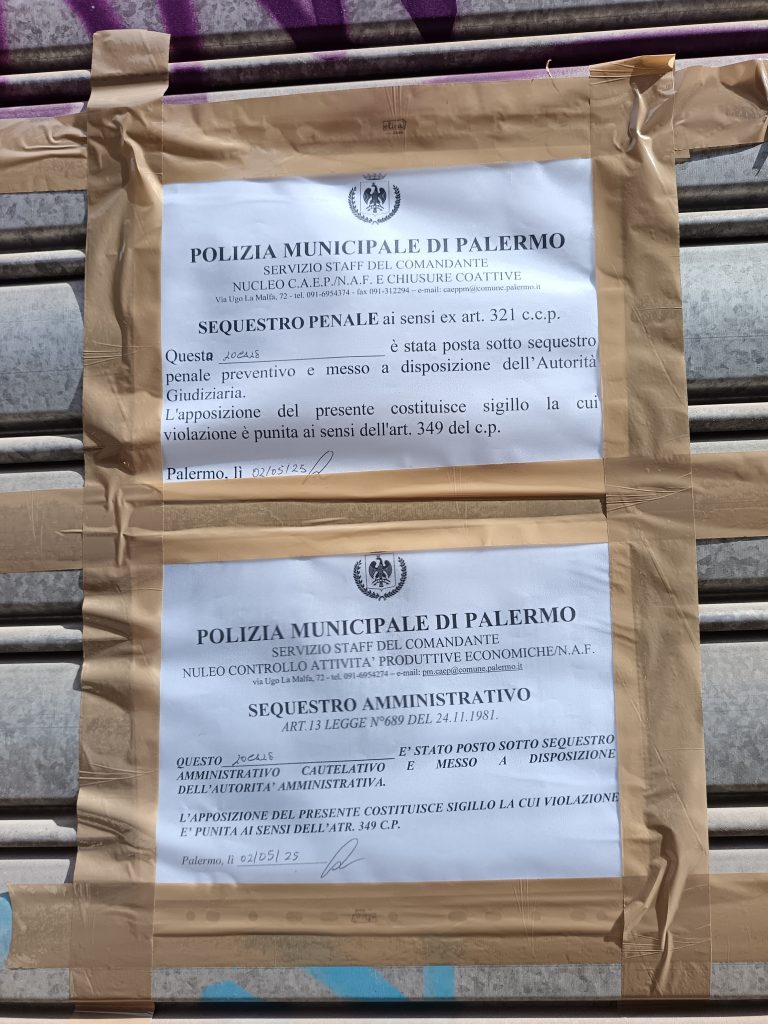 POLIZIA MUNICIPALE DI PALERMO
SERVIZIO STAFF DEL COMANDANTE
NUCLEO C.A.E.P./N.A.F. E CHIUSURE COATTIVE
Via Ugo La Malfa, 72 - tel. 091-6954374 - fax 091-312294 – e-mail: caeppm@comune.palermo.it
SEQUESTRO PENALE ai sensi ex art. 321 c.c.p.
Questa locale è stata posta sotto sequestro
penale preventivo e messo a disposizione dell'Autorità
Giudiziaria.
L'apposizione del presente costituisce sigillo la cui
violazione è punita ai sensi dell'art. 349 del c.p.
Palermo, lì 02/05/25
POLIZIA MUNICIPALE DI PALERMO
SERVIZIO STAFF DEL COMANDANTE
NULEO CONTROLLO ATTIVITA' PRODUTTIVE ECONOMICHE/N.A.F.
via Ugo La Malfa, 72 - tel. 091-6954274 – e-mail: pm.caep@comune.palermo.it
SEQUESTRO AMMINISTRATIVO
ART.13 LEGGE N°689 DEL 24.11.1981.
QUESTO locale E' STATO POSTO SOTTO SEQUESTRO
AMMINISTRATIVO CAUTELATIVO E MESSO A DISPOSIZIONE
DELL'AUTORITA' AMMINISTRATIVA.
L'APPOSIZIONE DEL PRESENTE COSTITUISCE SIGILLO LA CUI VIOLAZIONE
E' PUNITA AI SENSI DELL'ATR. 349 C.P.
Palermo, lì 02/05/25